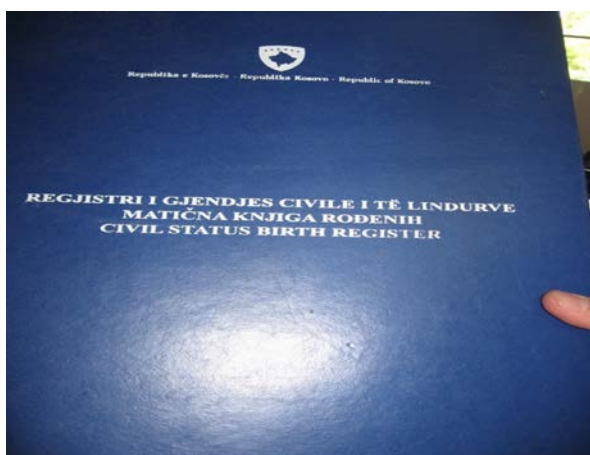 Republika e Kosovës - Republika Kosovo - Republic of Kosovo
REGJISTRI I GJENDJES CIVILE I TË LINDURVE
MATIČNA KNJIGA ROĐENIH
CIVIL STATUS BIRTH REGISTER